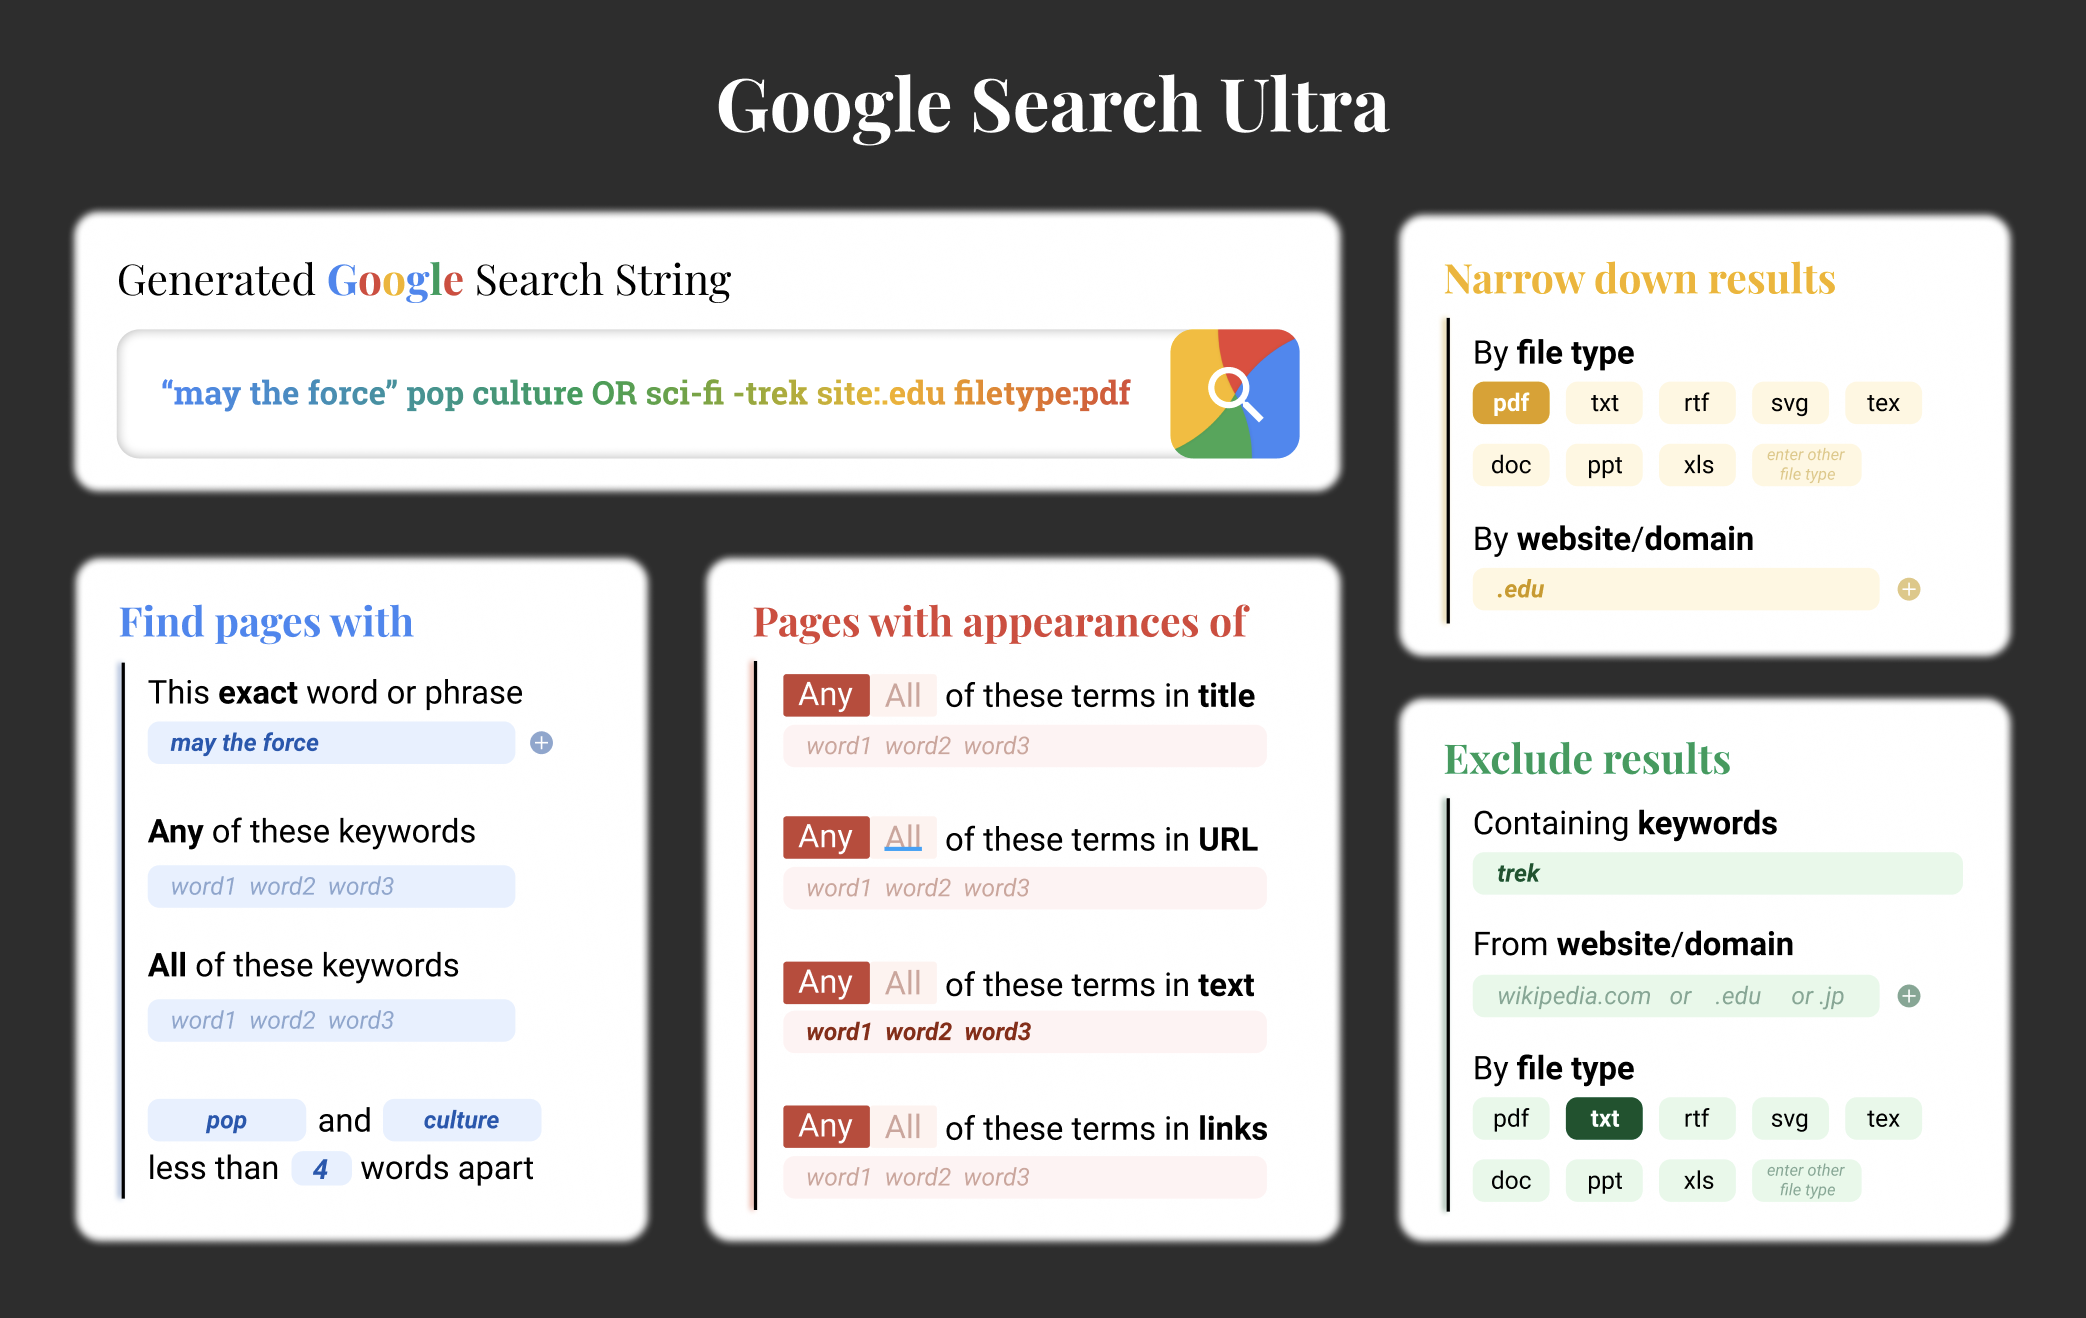 Google Search Ultra
Generated Google Search String
“may the force” pop culture OR sci-fi -trek site:.edu filetype:pdf
Find pages with
This exact word or phrase
may the force
Any of these keywords
word1 word2 word3
All of these keywords
word1 word2 word3
pop and culture
less than 4 words apart
Pages with appearances of
Any All of these terms in title
word1 word2 word3
Any All of these terms in URL
word1 word2 word3
Any All of these terms in text
word1 word2 word3
Any All of these terms in links
word1 word2 word3
Narrow down results
By file type
pdf txt rtf svg tex
doc ppt xls enter other
file type
By website/domain
.edu
Exclude results
Containing keywords
trek
From website/domain
wikipedia.com or .edu or .jp
By file type
pdf txt rtf svg tex
doc ppt xls enter other
file type